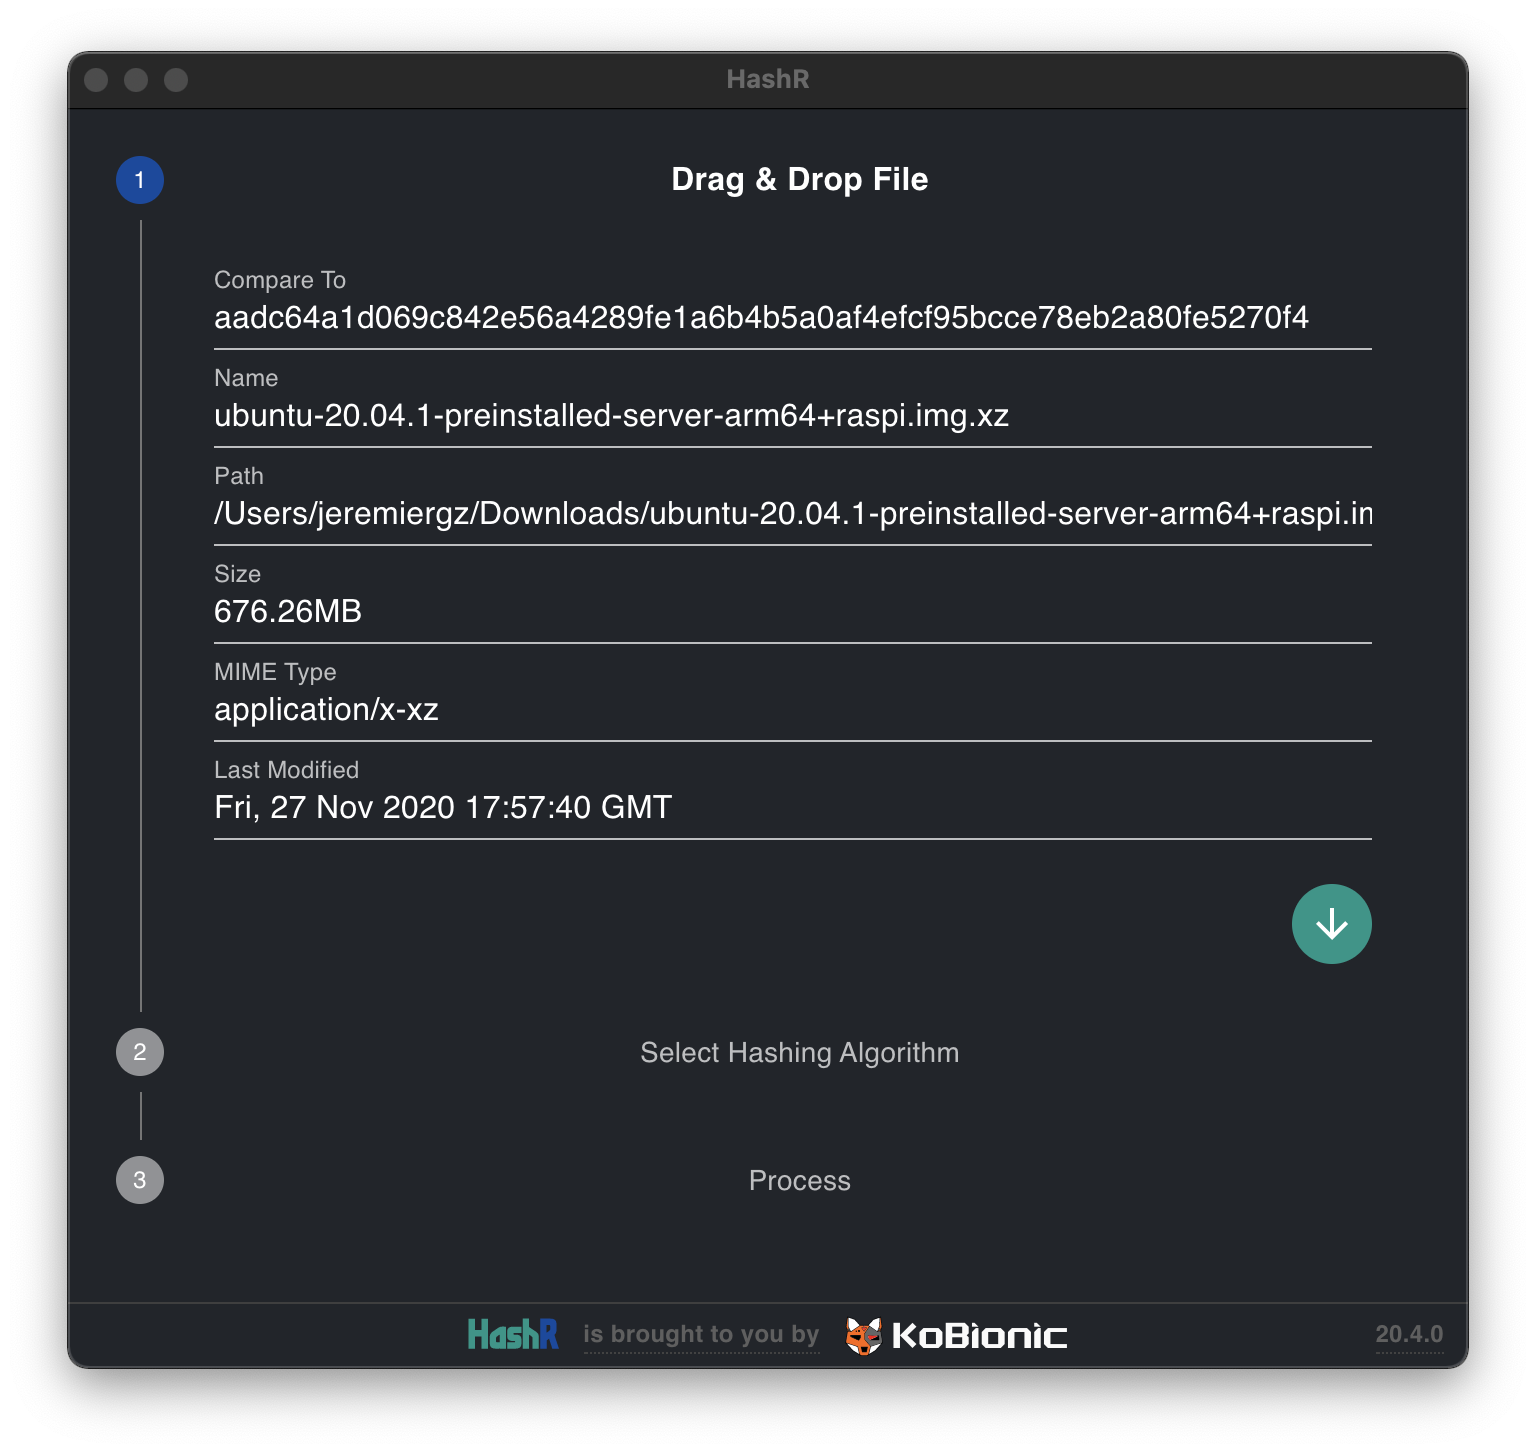 HashR
1
Drag & Drop File
Compare To
aadc64a1d069c842e56a4289fe1a6b4b5a0af4efcf95bcce78eb2a80fe5270f4
Name
ubuntu-20.04.1-preinstalled-server-arm64+raspi.img.xz
Path
/Users/jeremiergz/Downloads/ubuntu-20.04.1-preinstalled-server-arm64+raspi.im
Size
676.26MB
MIME Type
application/x-xz
Last Modified
Fri, 27 Nov 2020 17:57:40 GMT
2
Select Hashing Algorithm
3
Process
HashR is brought to you by KoBionic 20.4.0